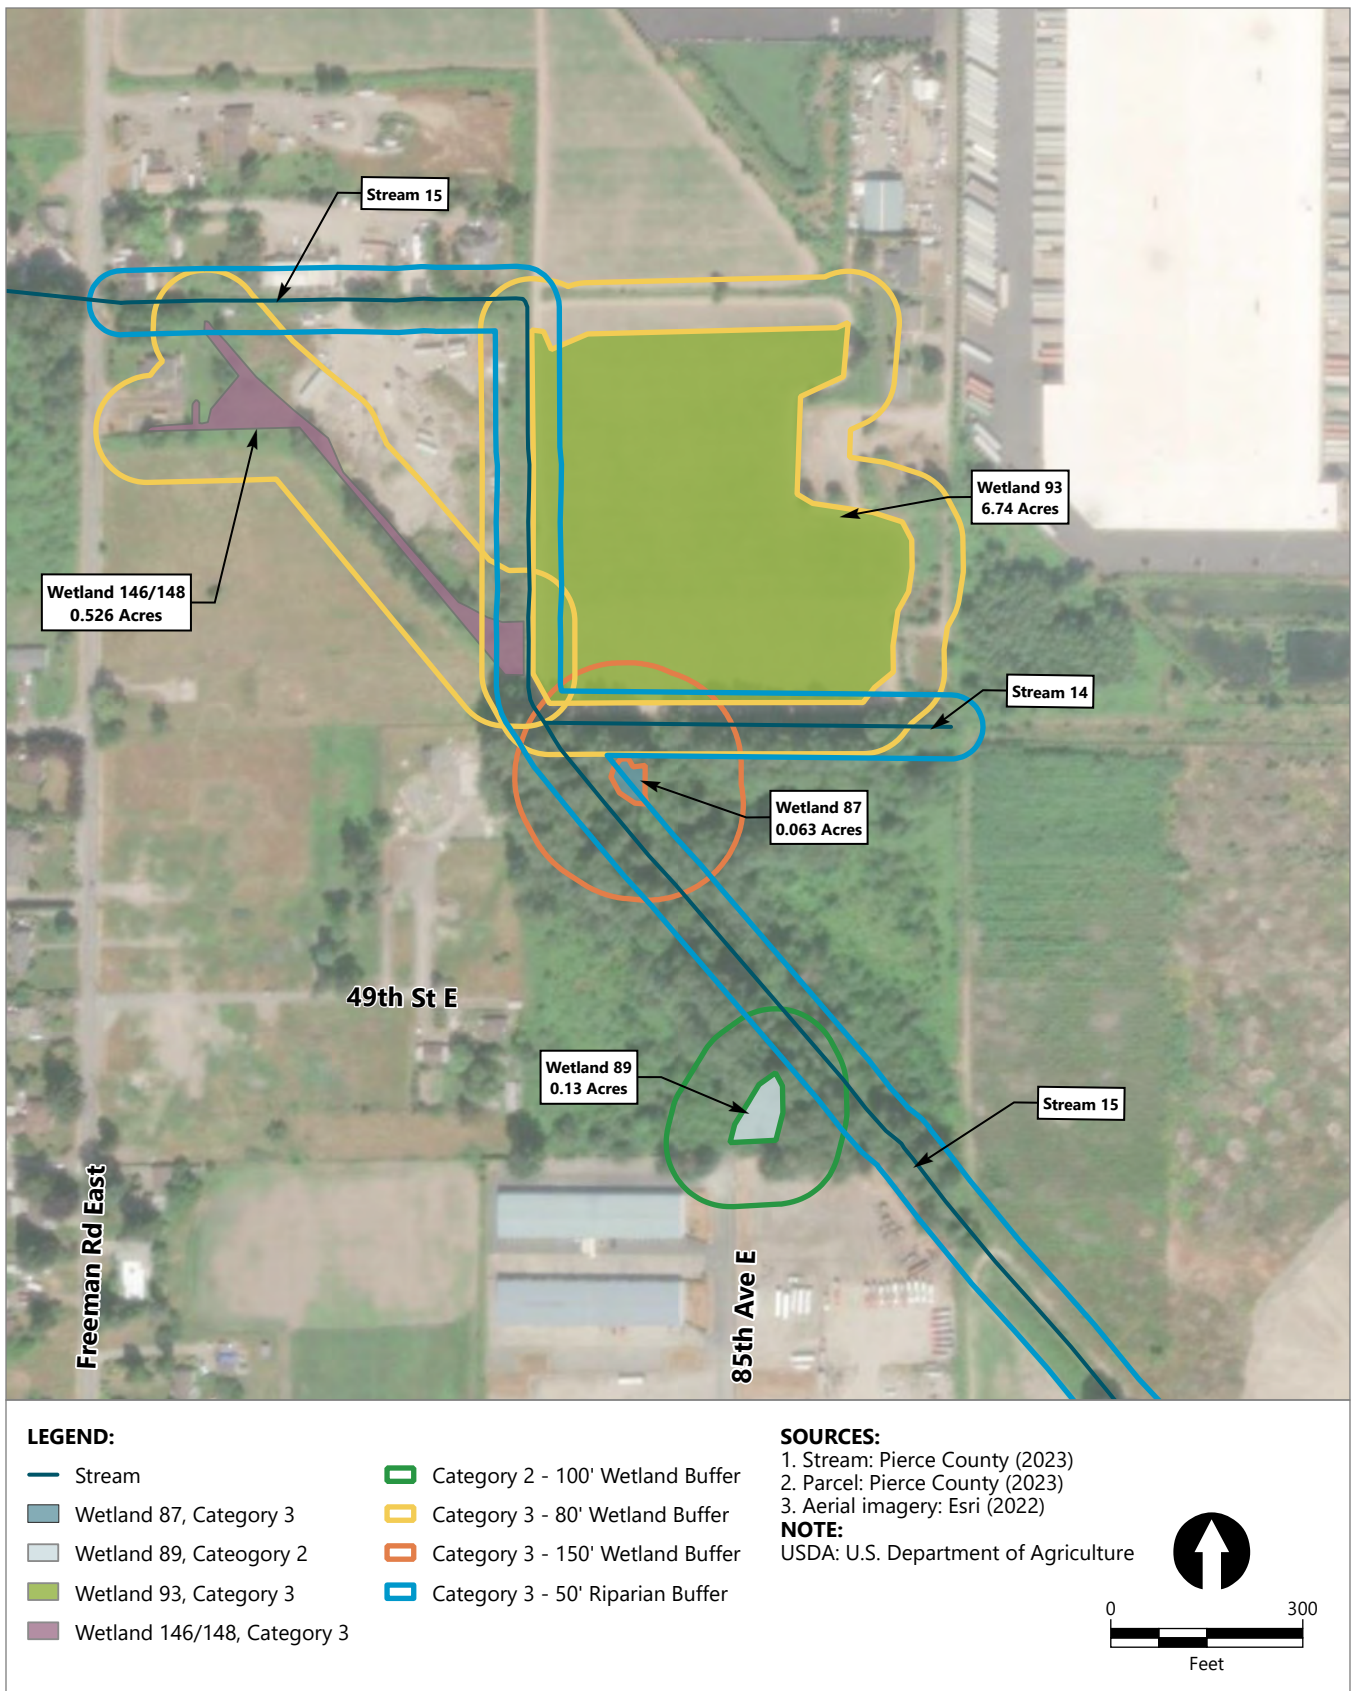 Stream 15
Wetland 93
6.74 Acres
Wetland 146/148
0.526 Acres
Stream 14
Wetland 87
0.063 Acres
49th St E
Wetland 89
0.13 Acres
Stream 15
Freeman Rd East
85th Ave E
LEGEND:
Stream
Wetland 87, Category 3
Wetland 89, Cateogory 2
Wetland 93, Category 3
Wetland 146/148, Category 3
Category 2 - 100' Wetland Buffer
Category 3 - 80' Wetland Buffer
Category 3 - 150' Wetland Buffer
Category 3 - 50' Riparian Buffer
SOURCES:
1. Stream: Pierce County (2023)
2. Parcel: Pierce County (2023)
3. Aerial imagery: Esri (2022)
NOTE:
USDA: U.S. Department of Agriculture
0 300
Feet